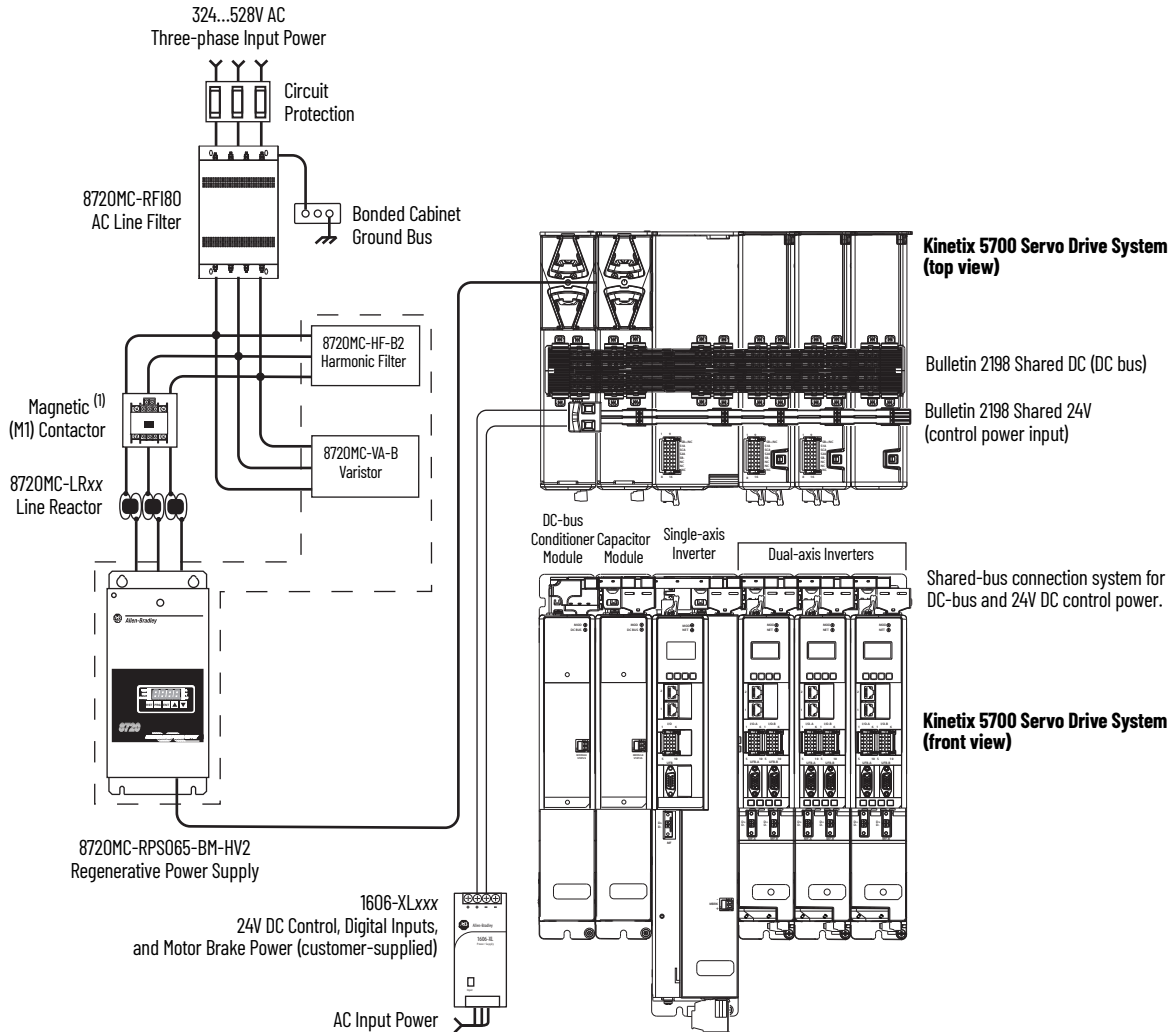 324...528V AC
Three-phase Input Power
Circuit
Protection
8720MC-RFI80
AC Line Filter
Bonded Cabinet
Ground Bus
8720MC-HF-B2
Harmonic Filter
Magnetic (1)
(M1) Contactor
8720MC-VA-B
Varistor
8720MC-LRxx
Line Reactor
Allen-Bradley
8720
8720MC-RPS065-BM-HV2
Regenerative Power Supply
1606-XLxxx
24V DC Control, Digital Inputs,
and Motor Brake Power (customer-supplied)
Allen-Bradley
1606-XL
Power Supply
AC Input Power
Kinetix 5700 Servo Drive System
(top view)
Bulletin 2198 Shared DC (DC bus)
Bulletin 2198 Shared 24V
(control power input)
DC-bus
Conditioner
Module
Capacitor
Module
Single-axis
Inverter
Dual-axis Inverters
Shared-bus connection system for
DC-bus and 24V DC control power.
Kinetix 5700 Servo Drive System
(front view)